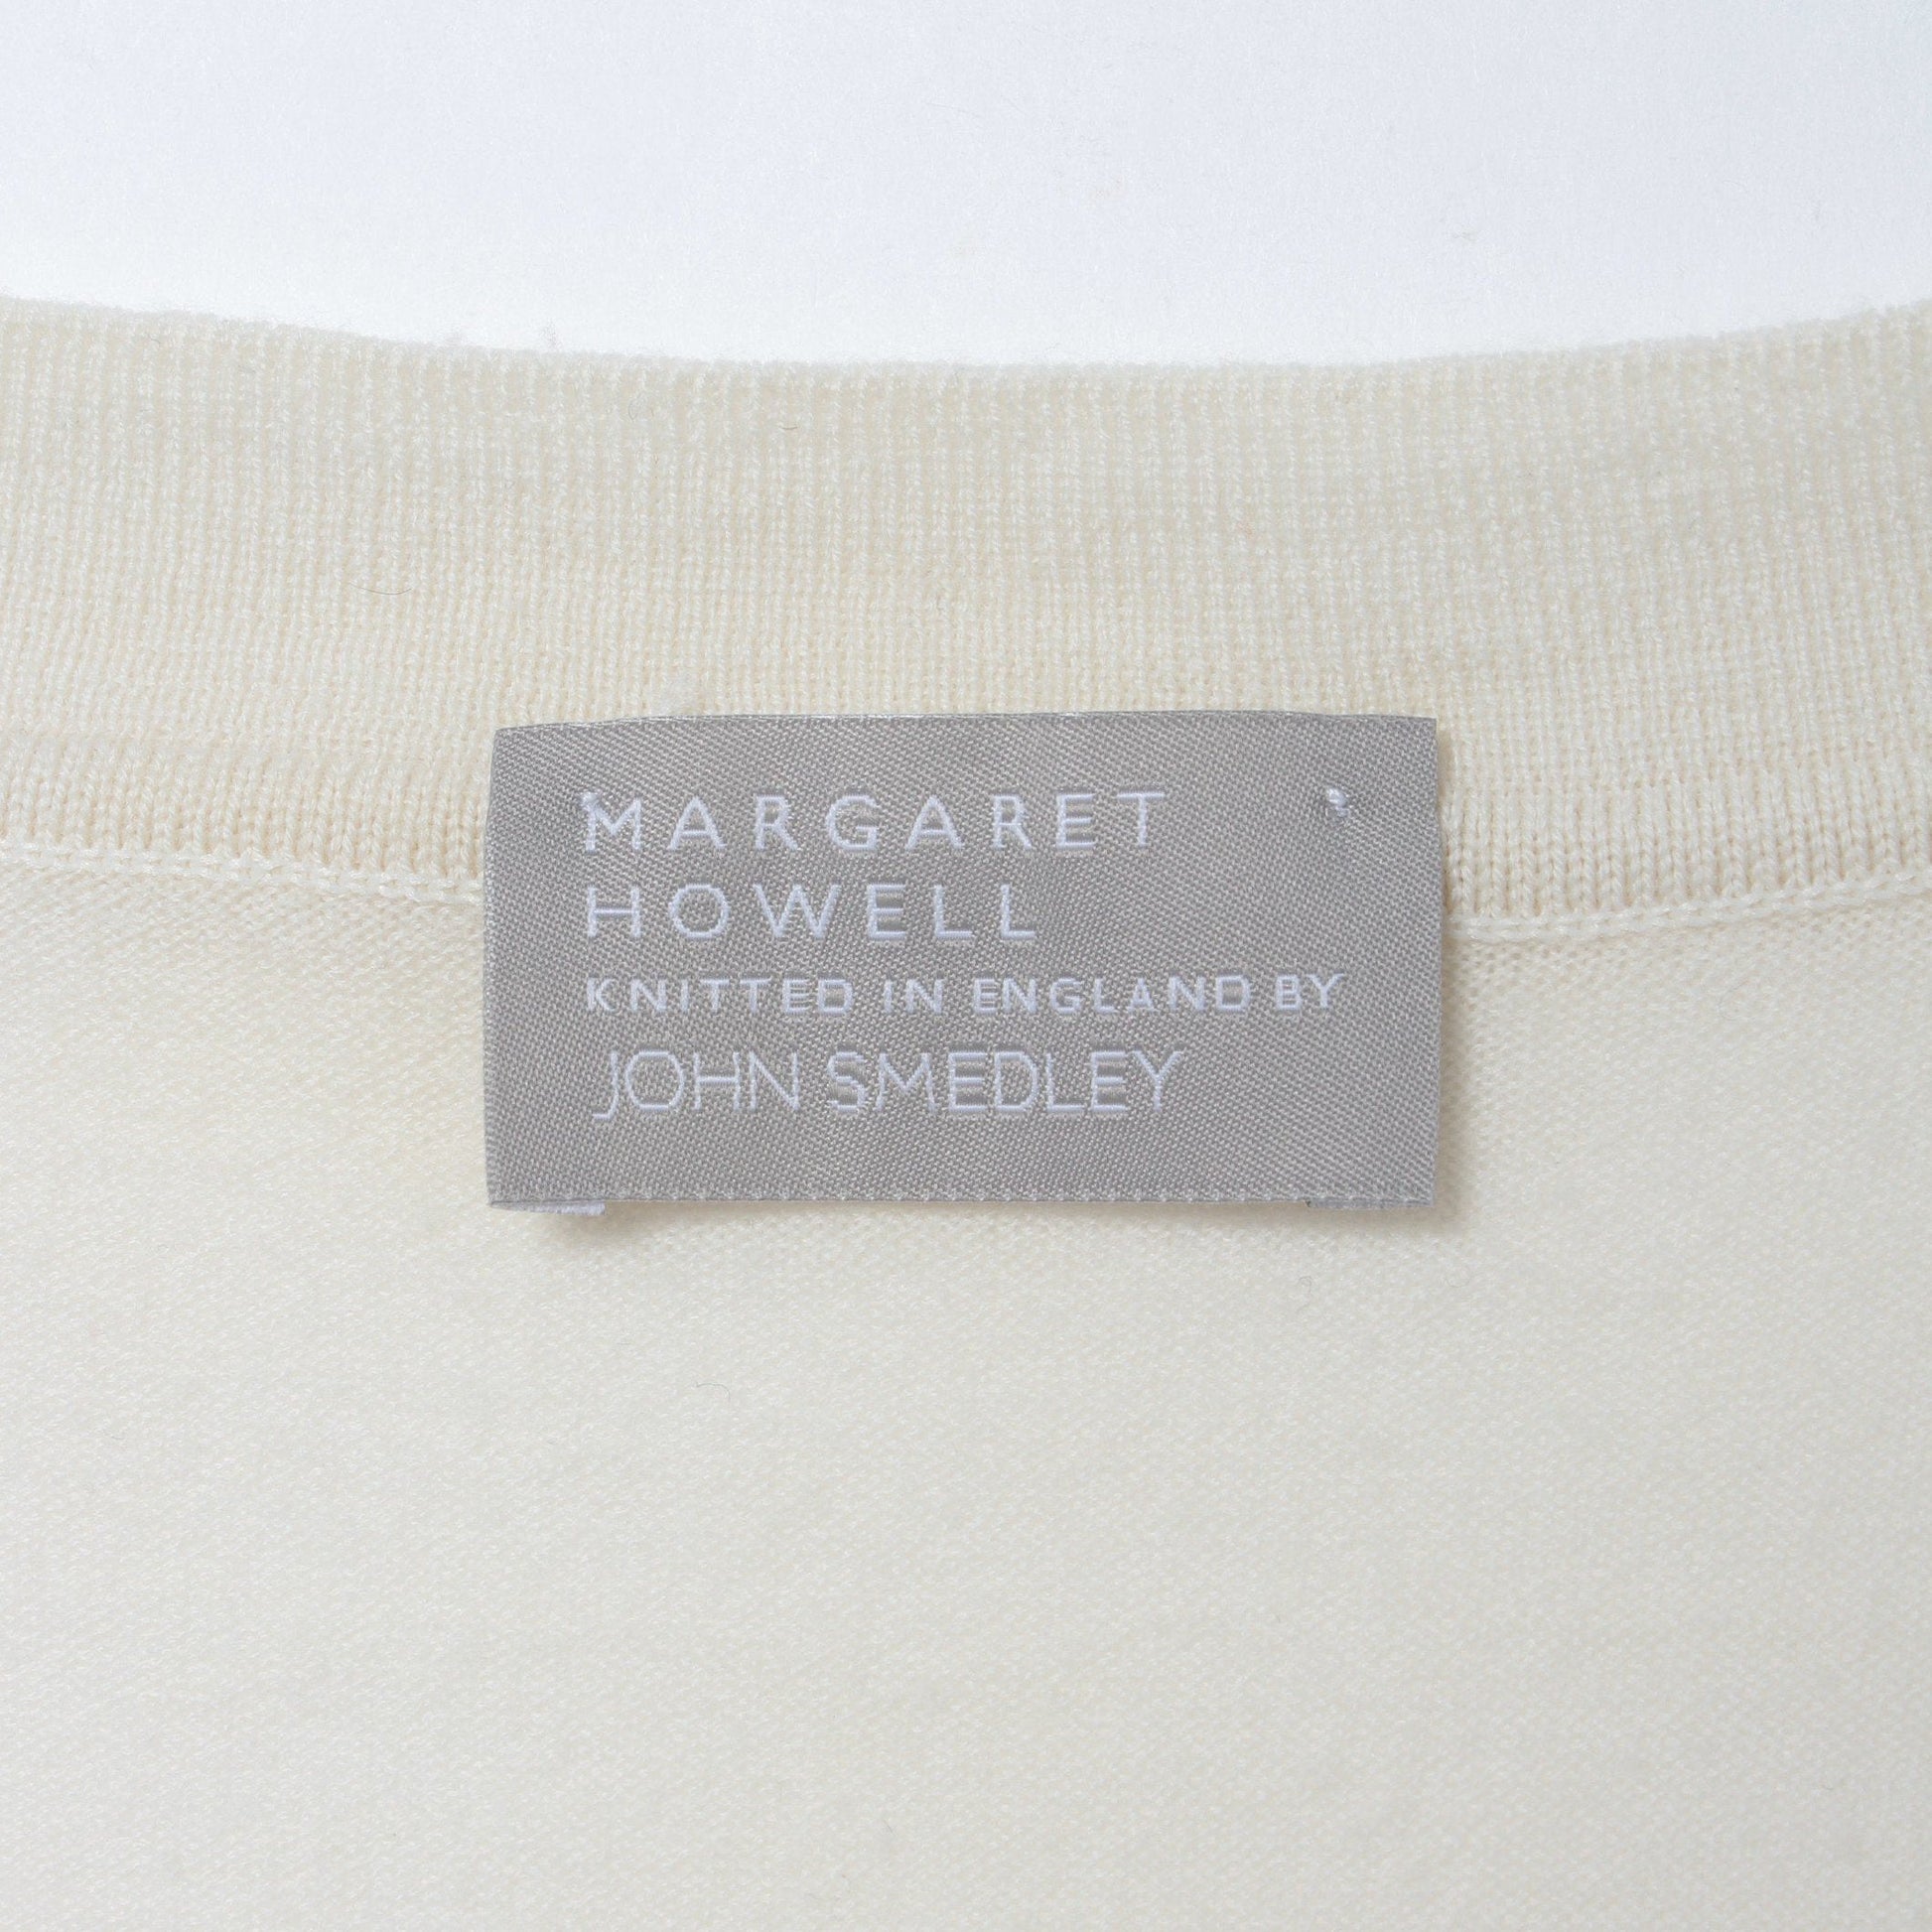 MARGARET
HOWELL
KNITTED IN ENGLAND BY
JOHN SMEDLEY